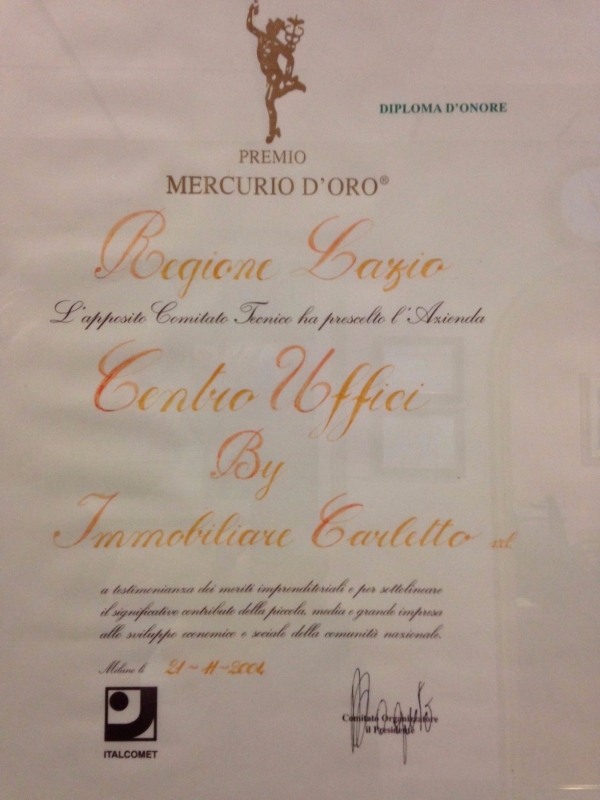 DIPLOMA D'ONORE
PREMIO
MERCURIO D'ORO®
Regione Lazio
L'apposito Comitato Tecnico ha prescelto l'Azienda
Centro Uffici
By
Immobiliare Carletto srl
a testimonianza dei meriti imprenditoriali e per sottolineare
il significativo contributo della piccola, media e grande impresa
allo sviluppo economico e sociale della comunità nazionale.
Milano li 21-11-2004
Comitato Organizzatore
il Presidente
ITALCOMET